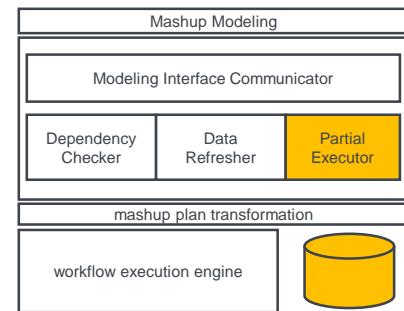 Mashup Modeling
Modeling Interface Communicator
Dependency
Checker
Data
Refresher
Partial
Executor
mashup plan transformation
workflow execution engine